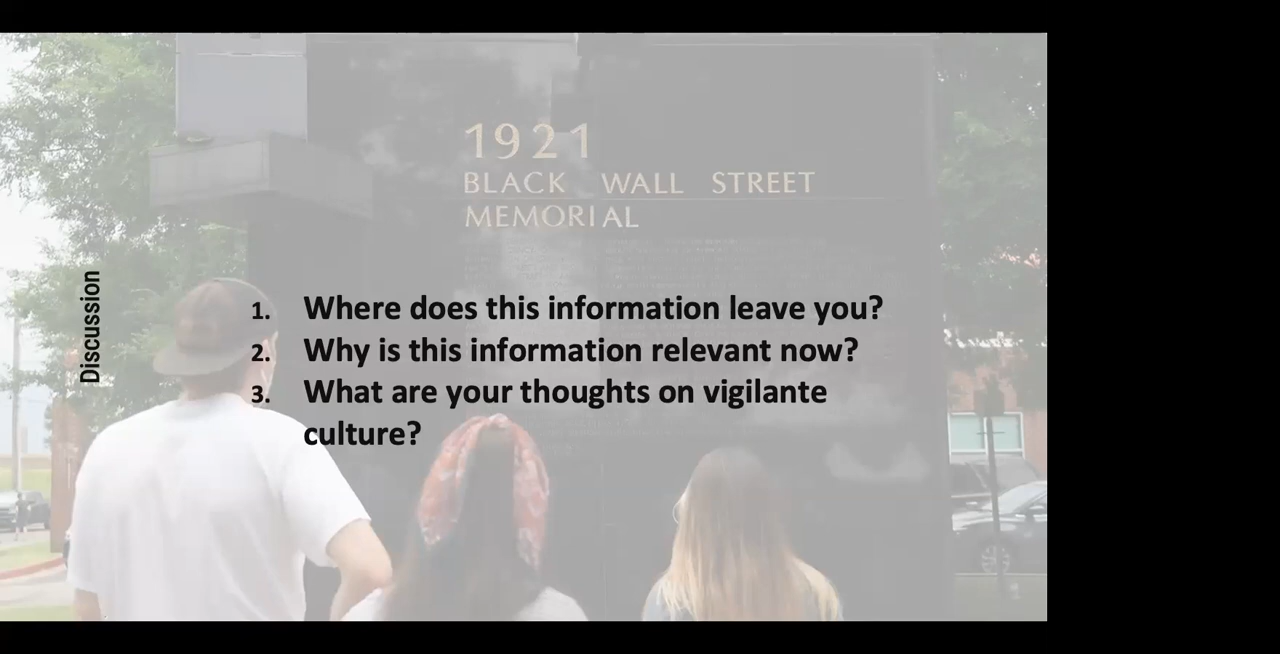 1921
BLACK WALL STREET
MEMORIAL
Discussion
1. Where does this information leave you?
2. Why is this information relevant now?
3. What are your thoughts on vigilante
culture?